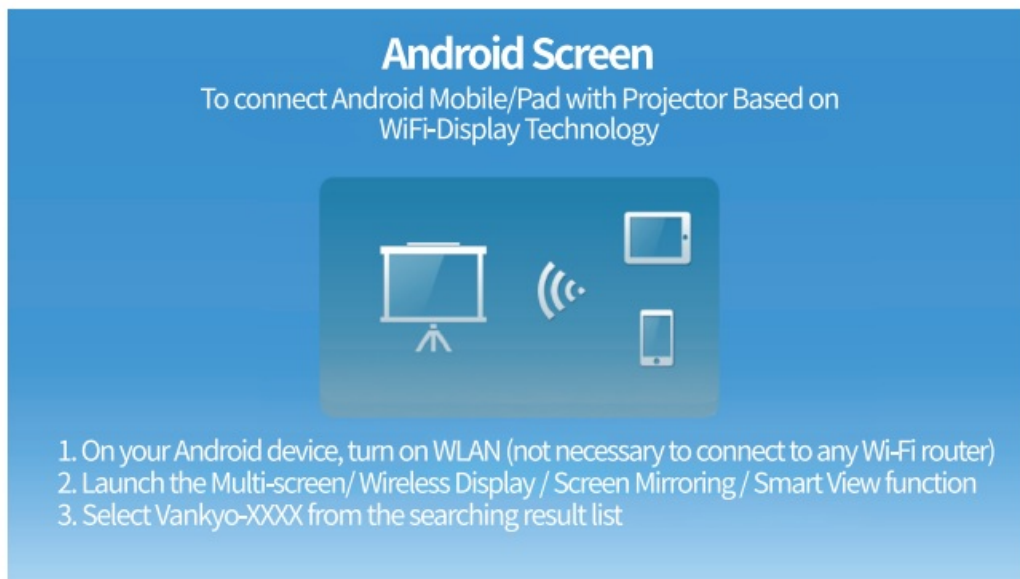 Android Screen
To connect Android Mobile/Pad with Projector Based on
WiFi-Display Technology
1. On your Android device, turn on WLAN (not necessary to connect to any Wi-Fi router)
2. Launch the Multi-screen/ Wireless Display / Screen Mirroring / Smart View function
3. Select Vankyo-XXXX from the searching result list